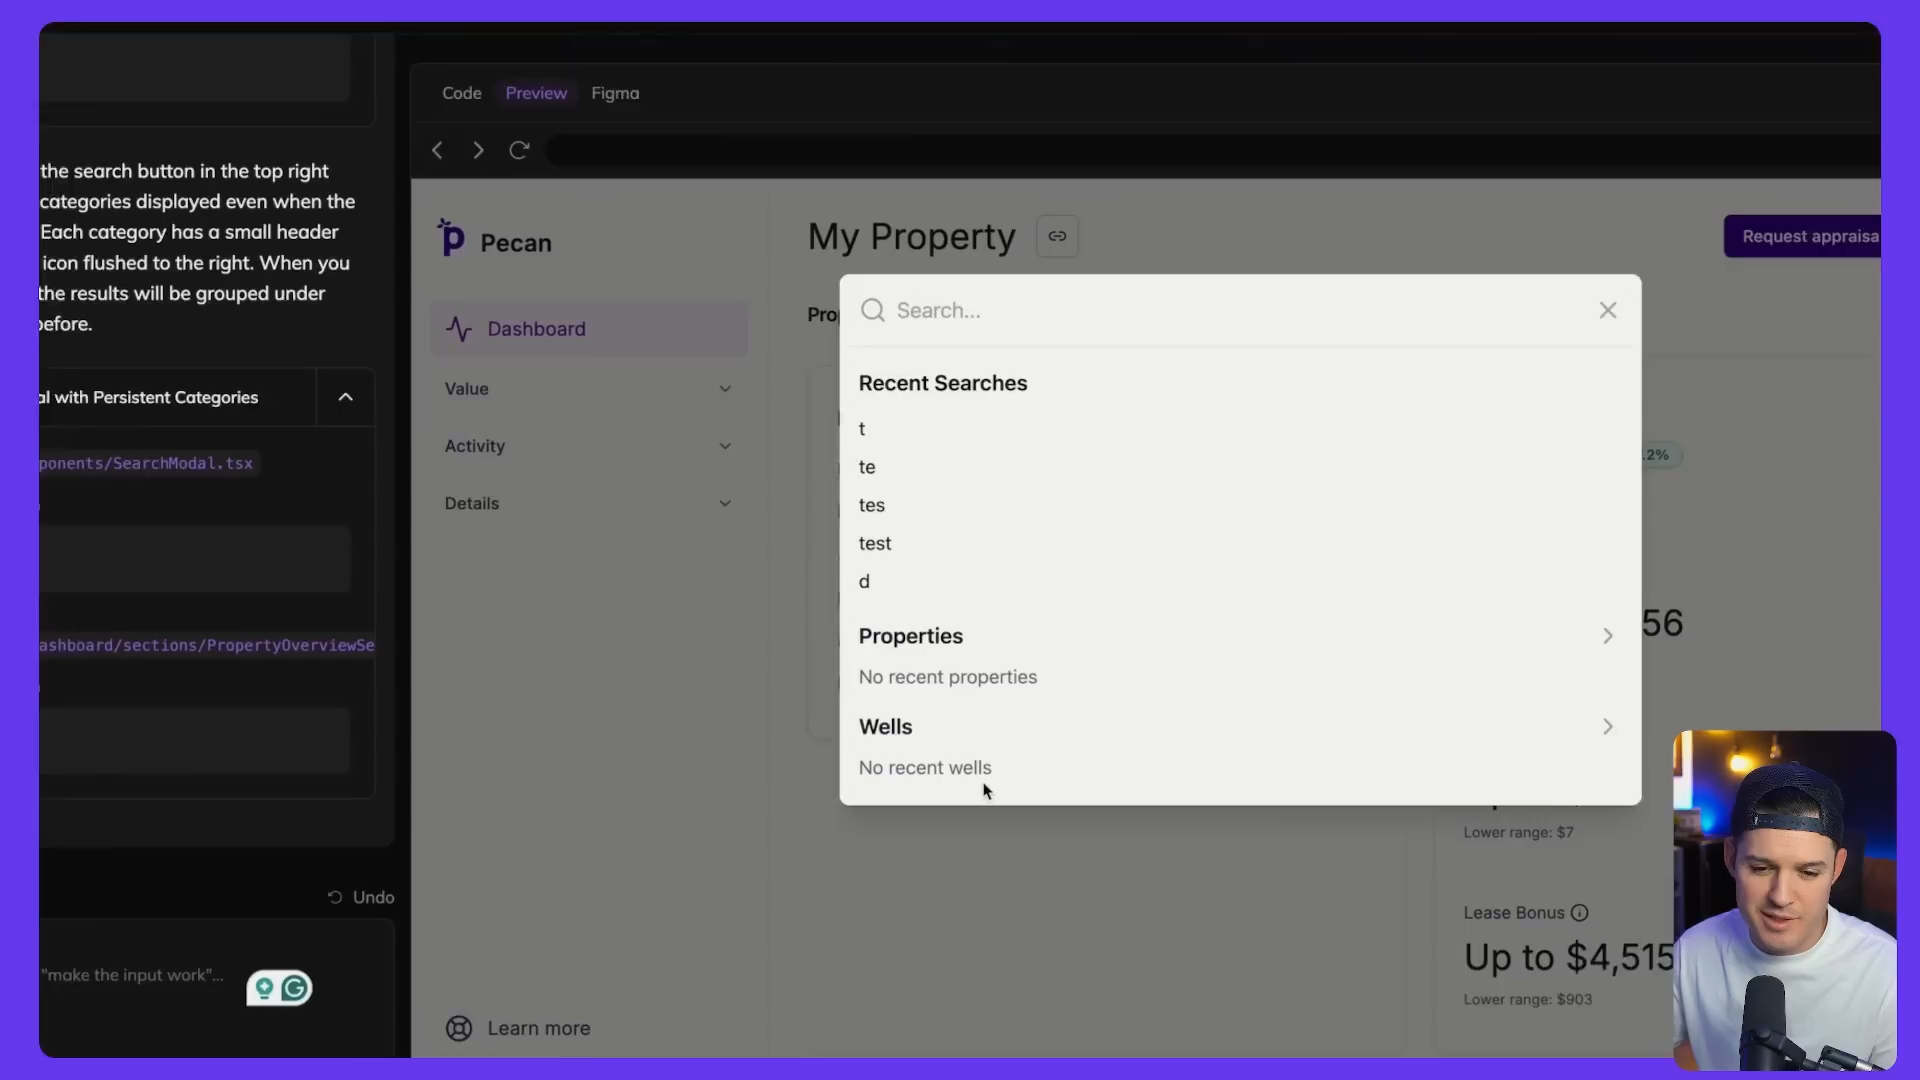 the search button in the top right
categories displayed even when the
Each category has a small header
icon flushed to the right. When you
the results will be grouped under
before.
al with Persistent Categories
ponents/SearchModal.tsx
ashboard/sections/PropertyOverviewSe
Undo
"make the input work"...
Code Preview Figma
Pecan
Dashboard
Value
Activity
Details
Learn more
My Property
Request appraisa
Pro
Search...
Recent Searches
t
te
tes
test
d
Properties
No recent properties
Wells
No recent wells
.2%
56
Lower range: $7
Lease Bonus
Up to $4,515
Lower range: $903